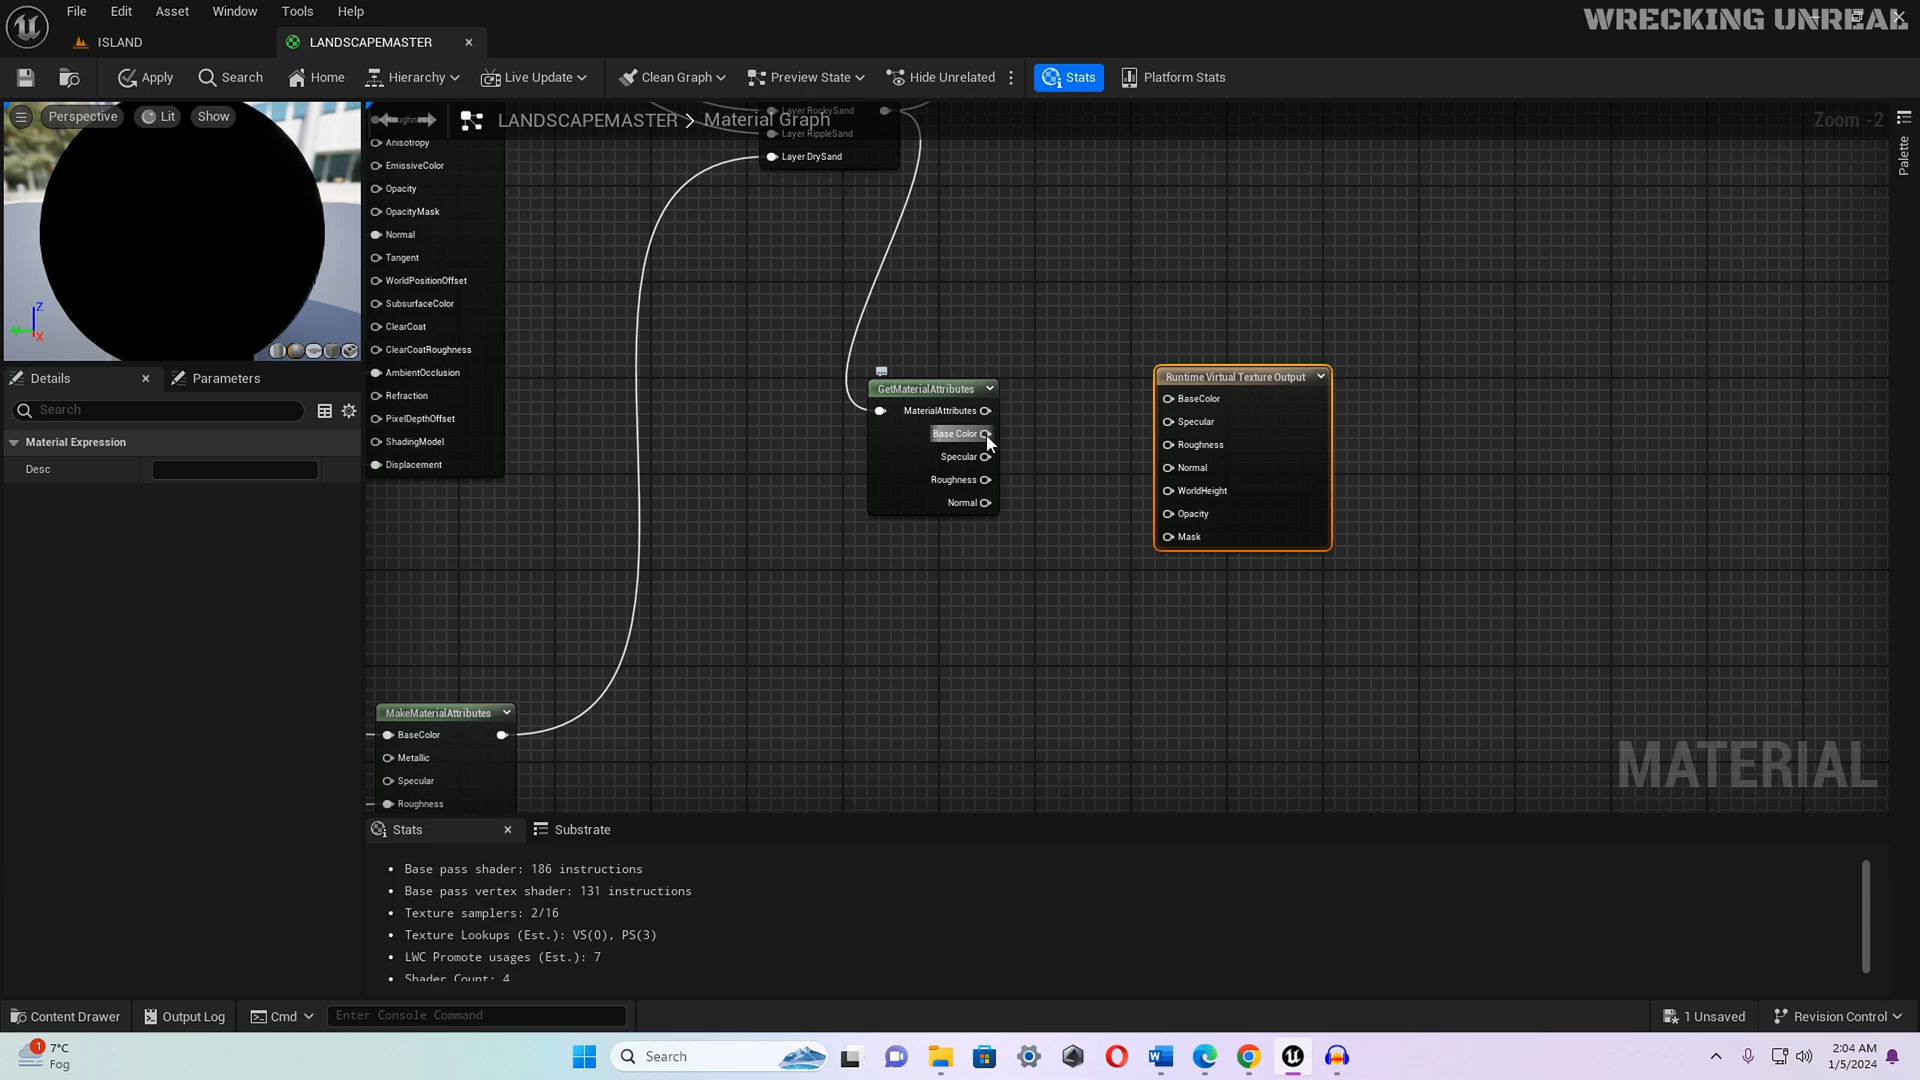 File Edit Asset Window Tools Help
WRECKING UNREAL
ISLAND
LANDSCAPEMASTER
Apply Search Home Hierarchy Live Update Clean Graph Preview State Hide Unrelated Stats Platform Stats
Perspective Lit Show
LANDSCAPEMASTER > Material Graph
Zoom -2
Palette
Z
X
Roughness
Anisotropy
EmissiveColor
Opacity
OpacityMask
Normal
Tangent
WorldPositionOffset
SubsurfaceColor
ClearCoat
ClearCoatRoughness
AmbientOcclusion
Refraction
PixelDepthOffset
ShadingModel
Displacement
Layer RockySand
Layer RippleSand
Layer DrySand
GetMaterialAttributes
MaterialAttributes
Base Color
Specular
Roughness
Normal
Runtime Virtual Texture Output
BaseColor
Specular
Roughness
Normal
WorldHeight
Opacity
Mask
MakeMaterialAttributes
BaseColor
Metallic
Specular
Roughness
MATERIAL
Details
Parameters
Search
Material Expression
Desc
Stats
Substrate
• Base pass shader: 186 instructions
• Base pass vertex shader: 131 instructions
• Texture samplers: 2/16
• Texture Lookups (Est.): VS(0), PS(3)
• LWC Promote usages (Est.): 7
• Shader Count: 4
Content Drawer Output Log Cmd Enter Console Command 1 Unsaved Revision Control
1
7°C
Fog
Search
2:04 AM
1/5/2024